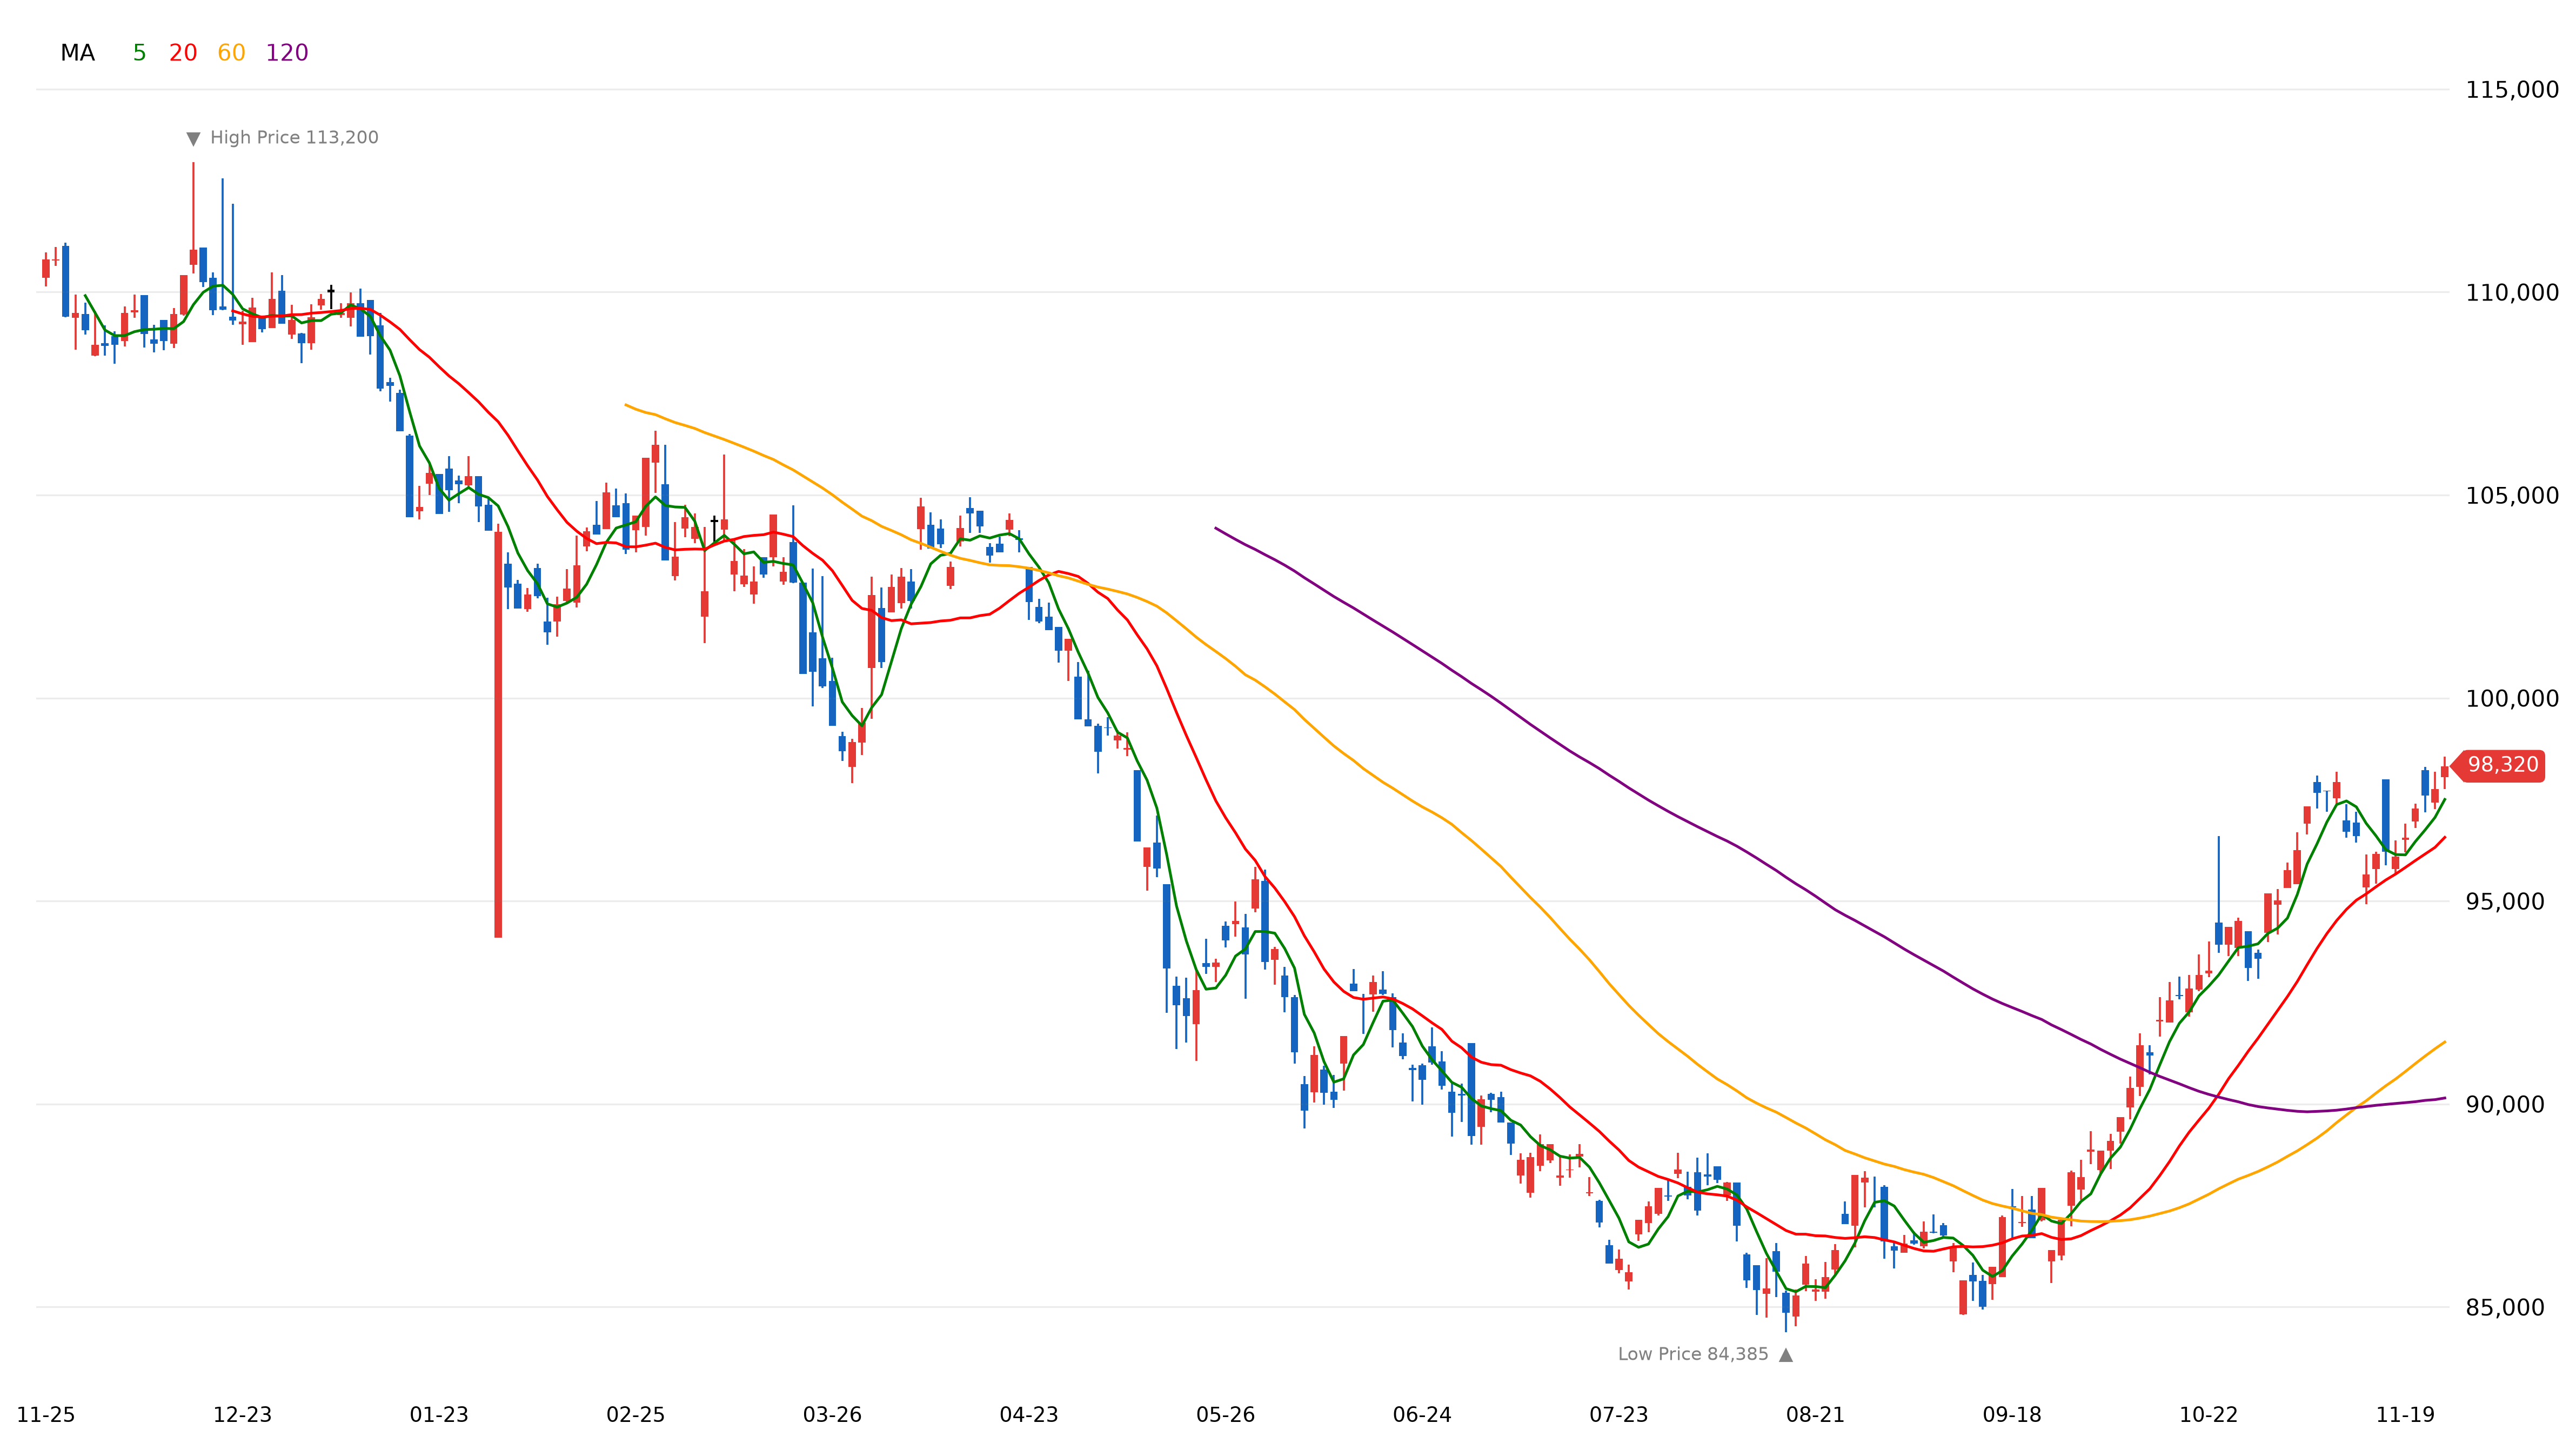 MA 5 20 60 120
115,000
▼ High Price 113,200
110,000
105,000
100,000
98,320
95,000
90,000
85,000
Low Price 84,385 ▲
11-25 12-23 01-23 02-25 03-26 04-23 05-26 06-24 07-23 08-21 09-18 10-22 11-19